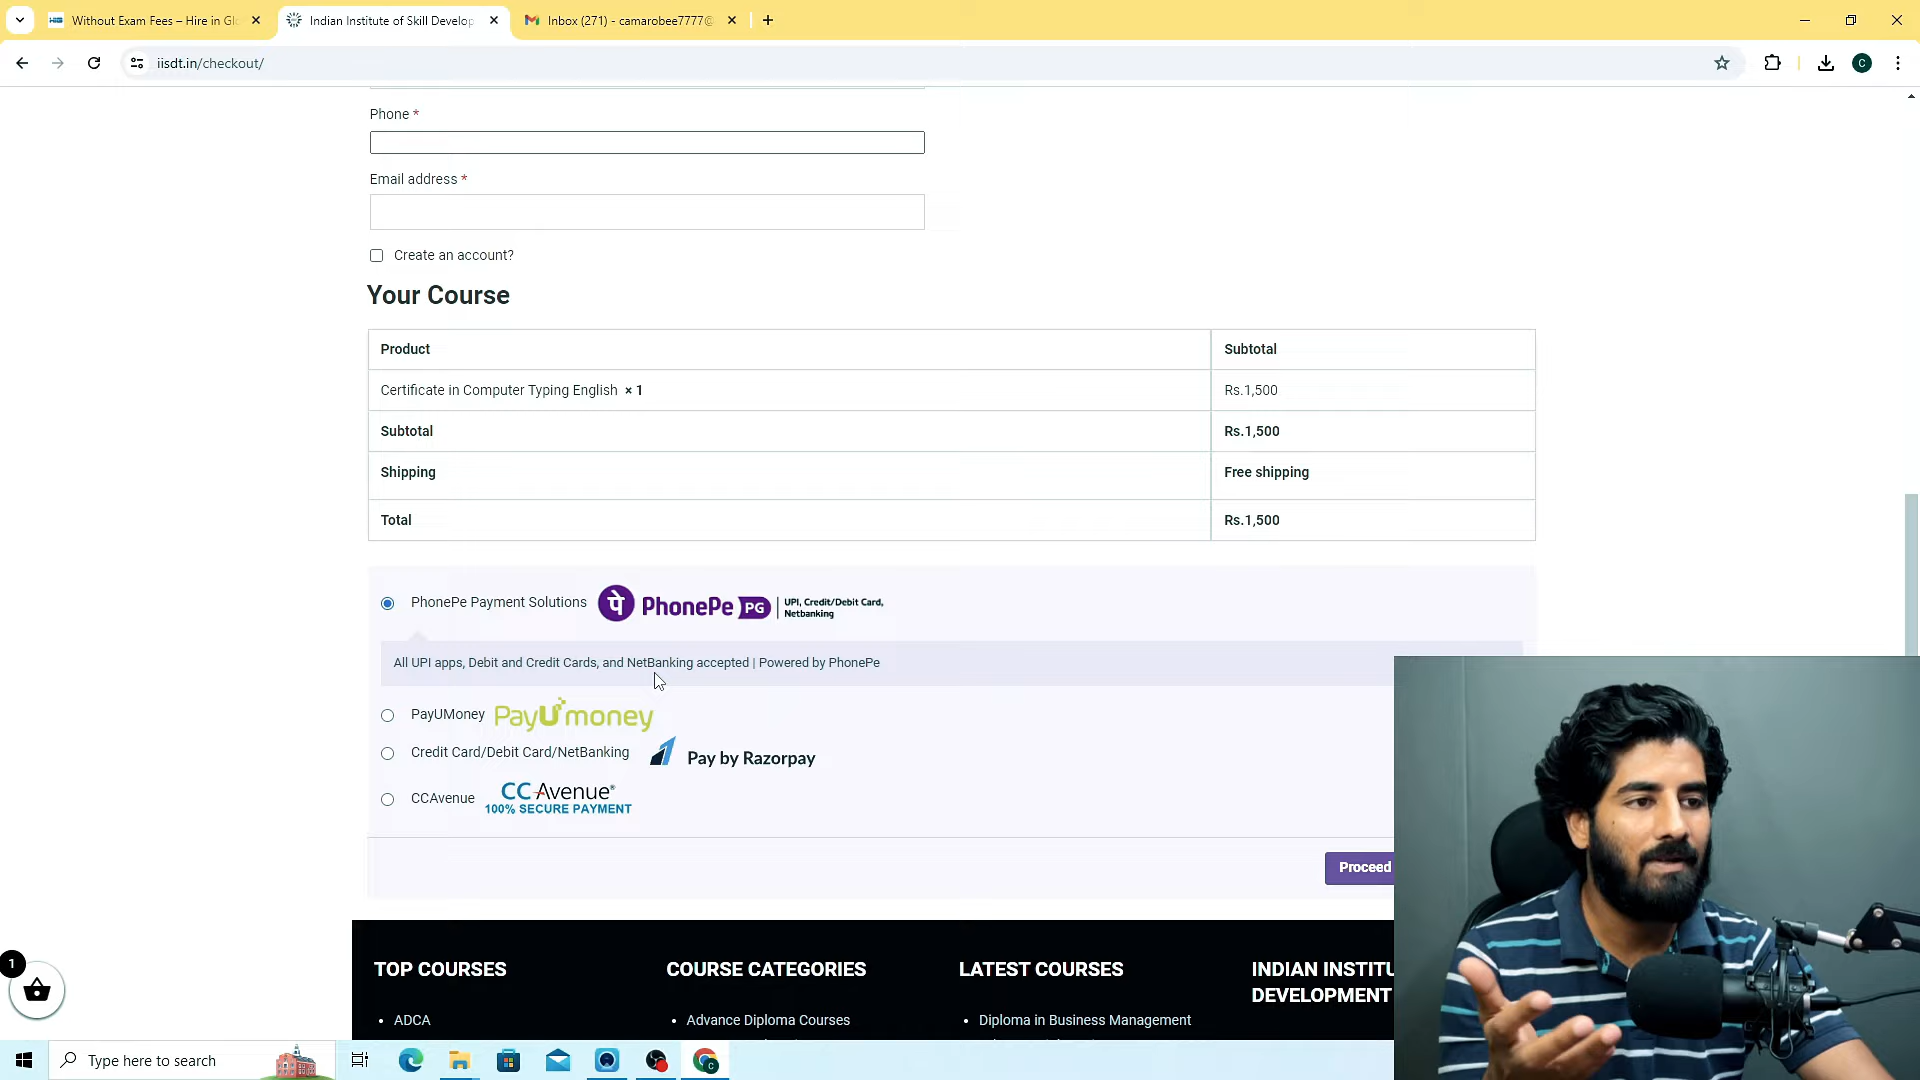 Without Exam Fees – Hire in Gl
Indian Institute of Skill Develop
Inbox (271) - camarobee7777@
iisdt.in/checkout/
C
Phone *
Email address *
Create an account?
Your Course
Product Subtotal
Certificate in Computer Typing English × 1 Rs.1,500
Subtotal Rs.1,500
Shipping Free shipping
Total Rs.1,500
PhonePe Payment Solutions पे PhonePe PG UPI, Credit/Debit Card, Netbanking
All UPI apps, Debit and Credit Cards, and NetBanking accepted | Powered by PhonePe
PayUMoney PayUmoney
Credit Card/Debit Card/NetBanking Pay by Razorpay
CCAvenue CCAvenue® 100% SECURE PAYMENT
Proceed
1
TOP COURSES COURSE CATEGORIES LATEST COURSES INDIAN INSTITU
DEVELOPMENT
• ADCA • Advance Diploma Courses • Diploma in Business Management
Type here to search